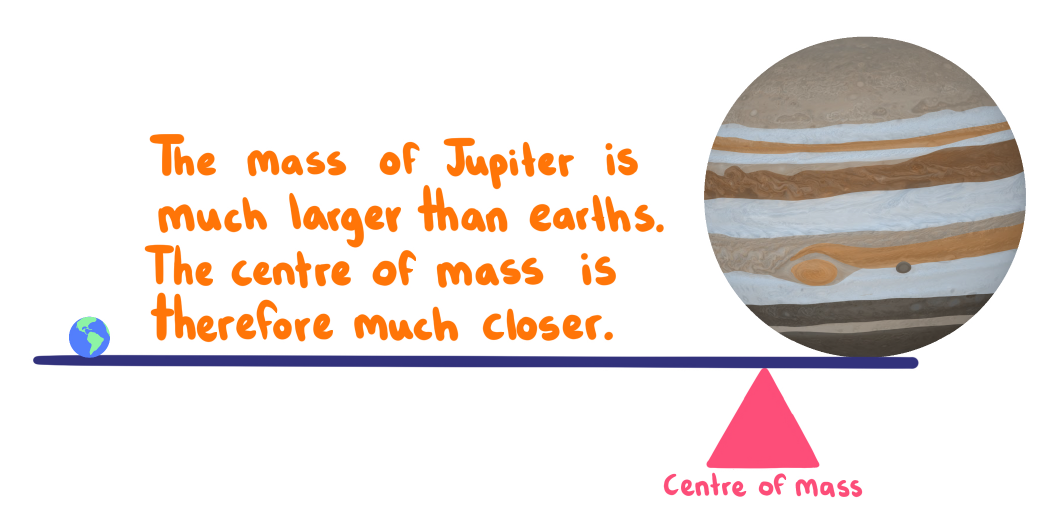 The mass of Jupiter is
much larger than earths.
The centre of mass is
therefore much closer.
Centre of mass